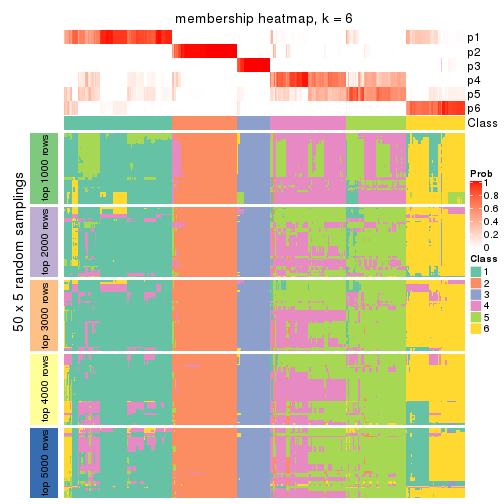 membership heatmap, k = 6
p1
p2
p3
p4
p5
p6
Class
50 x 5 random samplings
top 1000 rows
top 2000 rows
top 3000 rows
top 4000 rows
top 5000 rows
Prob
1
0.8
0.6
0.4
0.2
0
Class
1
2
3
4
5
6